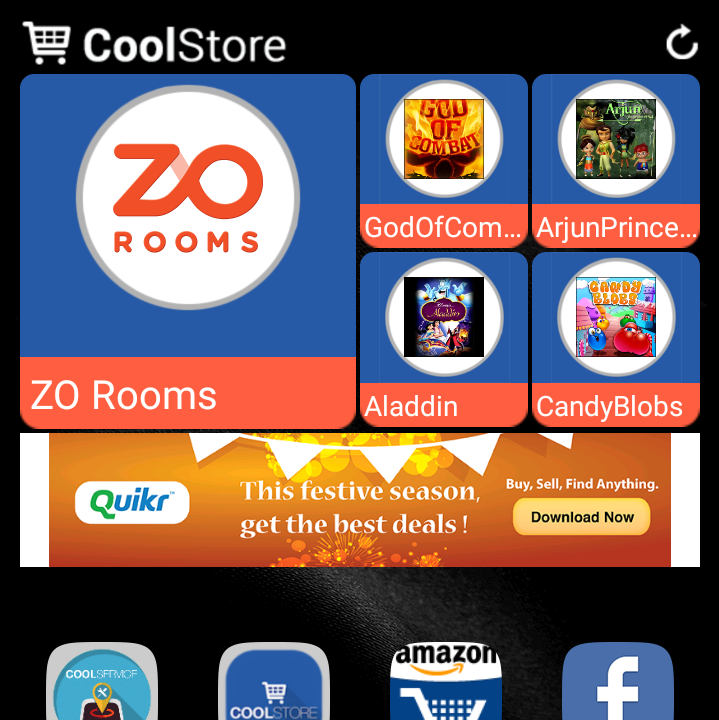 CoolStore
ZO
ROOMS
ZO Rooms
GOD
OF
COMBAT
GodOfCom...
Arjun
ArjunPrince...
Aladdin
Aladdin
CANDY
BLOBS
CandyBlobs
Quikr™
This festive season,
get the best deals !
Buy, Sell, Find Anything.
Download Now
COOLSERVICE
COOLSTORE
amazon
f